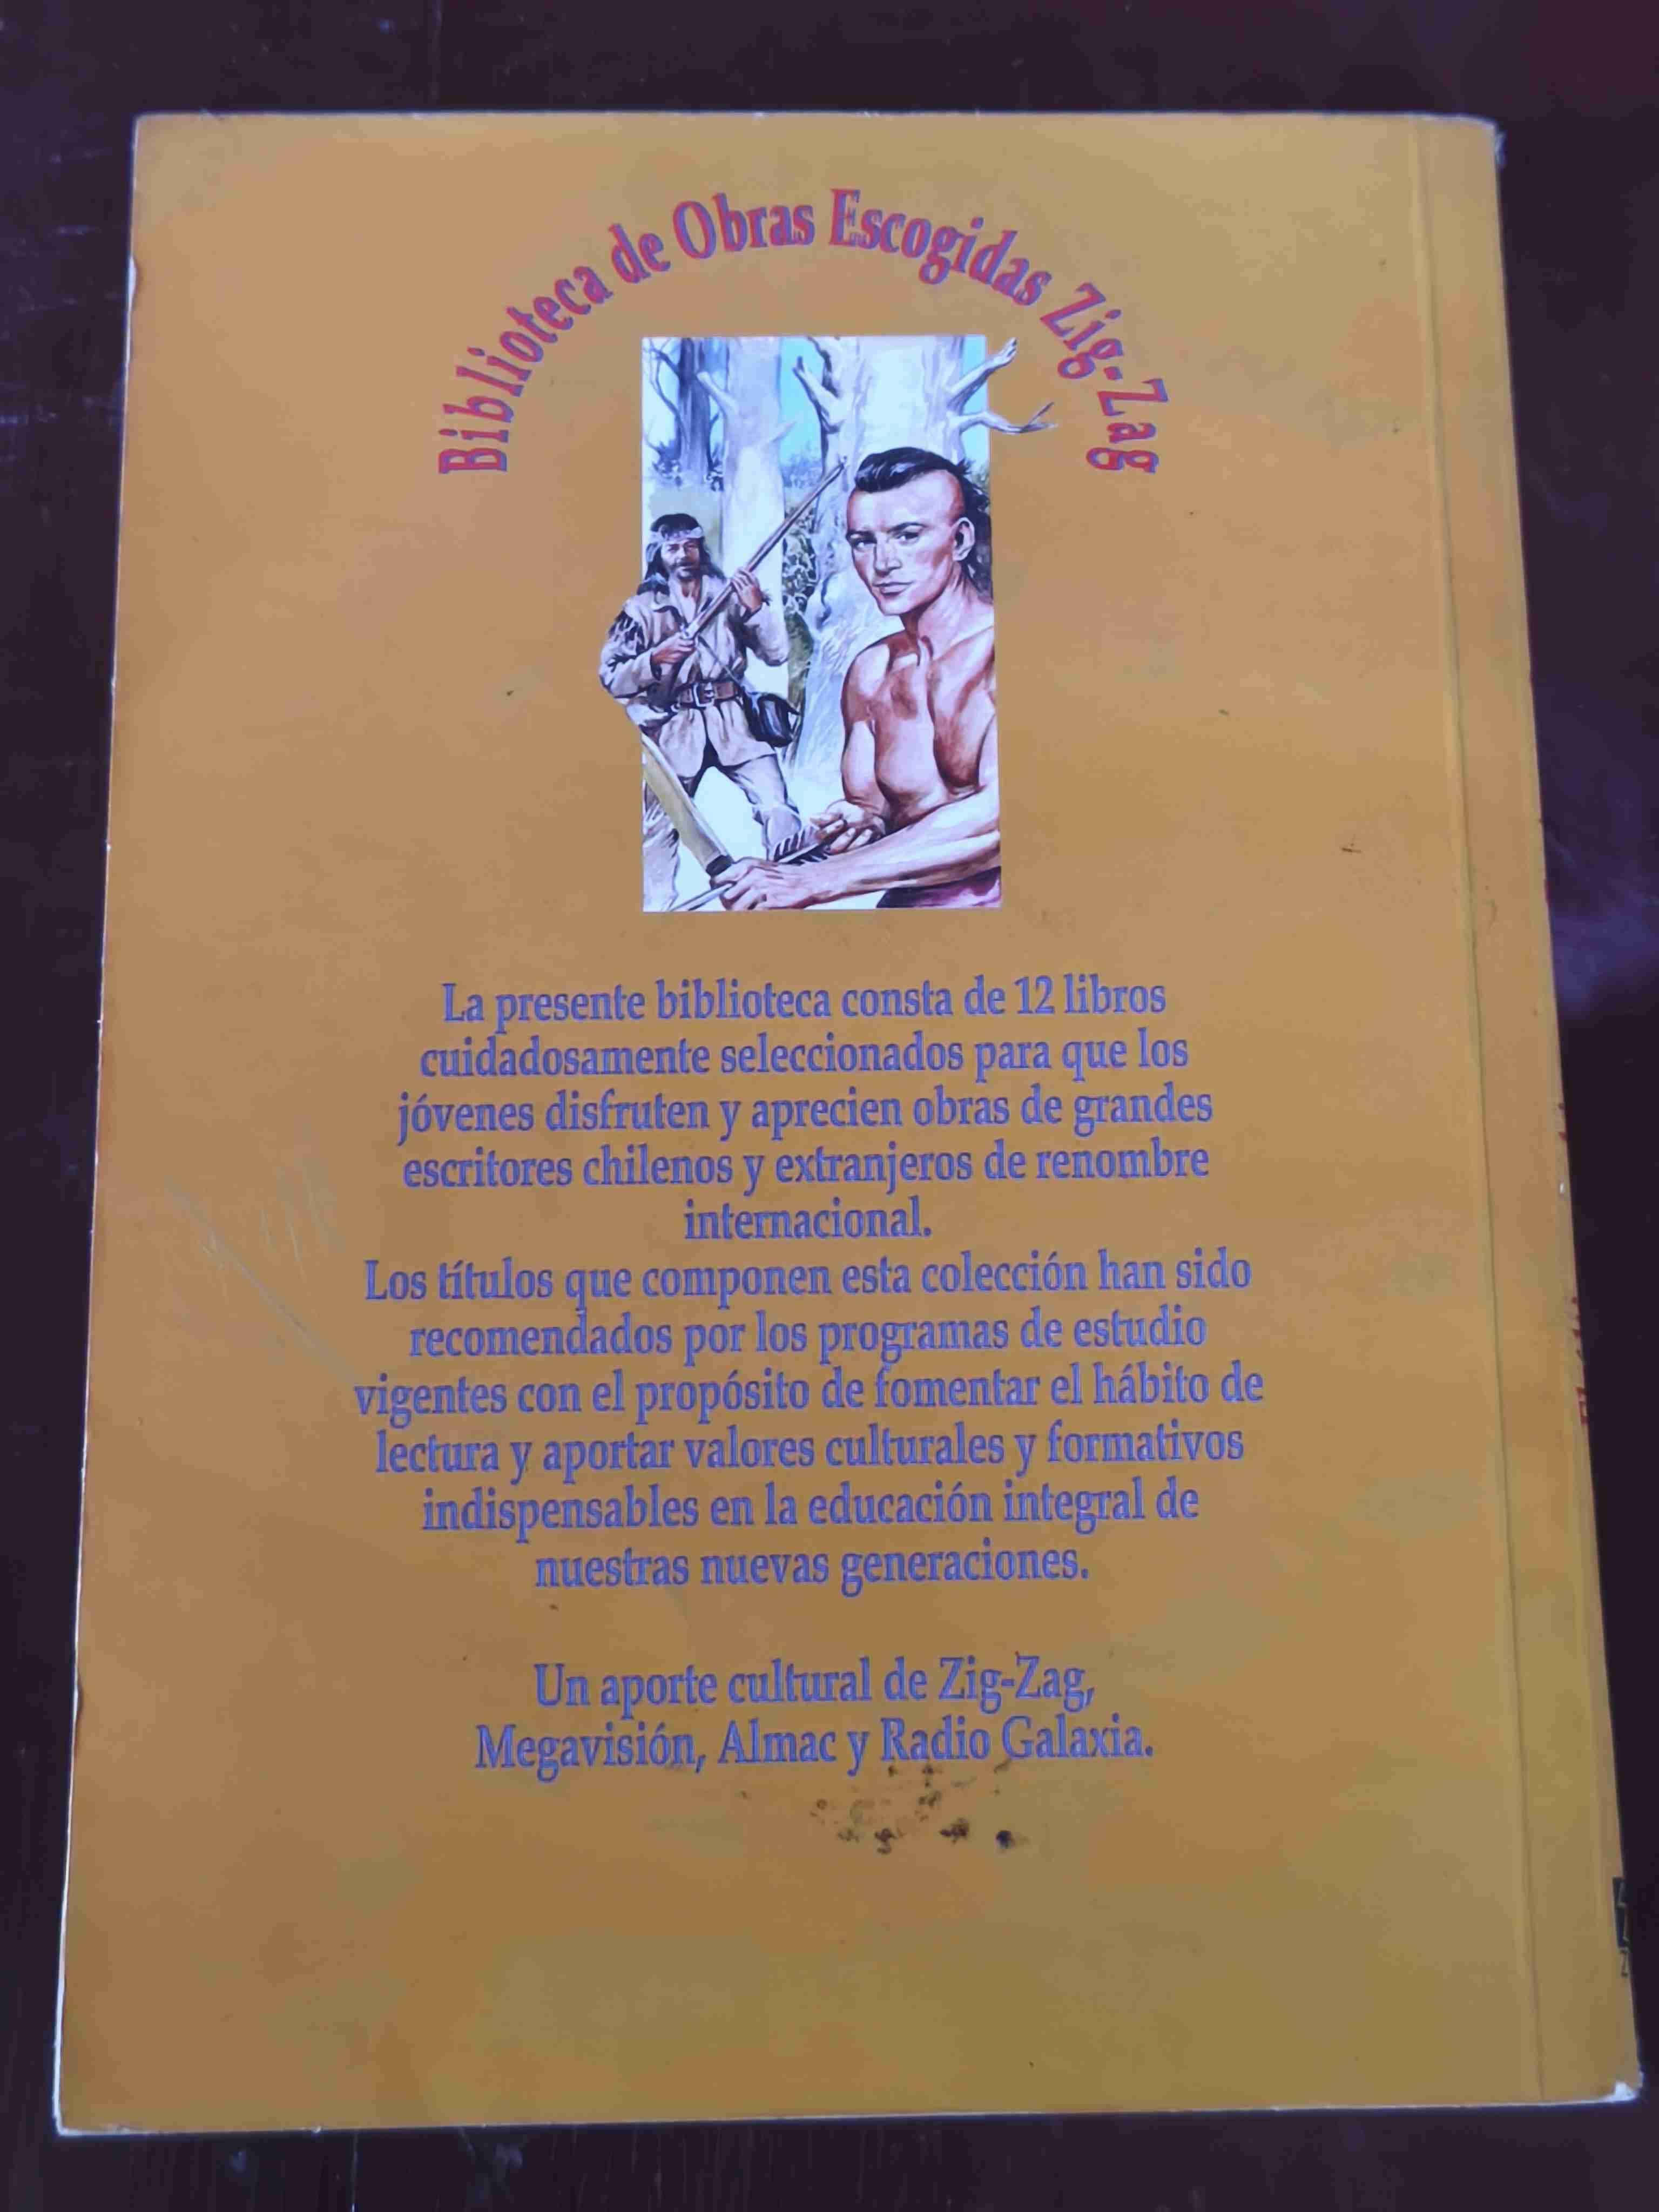 Biblioteca de Obras Escogidas Zig-Zag
La presente biblioteca consta de 12 libros
cuidadosamente seleccionados para que los
jóvenes disfruten y aprecien obras de grandes
escritores chilenos y extranjeros de renombre
internacional.
Los títulos que componen esta colección han sido
recomendados por los programas de estudio
vigentes con el propósito de fomentar el hábito de
lectura y aportar valores culturales y formativos
indispensables en la educación integral de
nuestras nuevas generaciones.
Un aporte cultural de Zig-Zag,
Megavisión, Almac y Radio Galaxia.